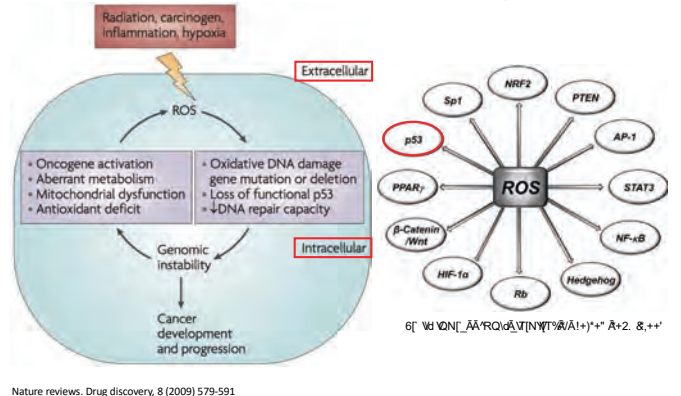 Radiation, carcinogen,
inflammation, hypoxia
Extracellular
ROS
• Oncogene activation
• Aberrant metabolism
• Mitochondrial dysfunction
• Antioxidant deficit
• Oxidative DNA damage
gene mutation or deletion
• Loss of functional p53
• ↓DNA repair capacity
Genomic
instability
Intracellular
Cancer
development
and progression
NRF2
Sp1
PTEN
p53
AP-1
PPARγ
ROS
STAT3
β-Catenin
/Wnt
NF-κB
HIF-1α
Hedgehog
Rb
Nature reviews. Drug discovery, 8 (2009) 579-591